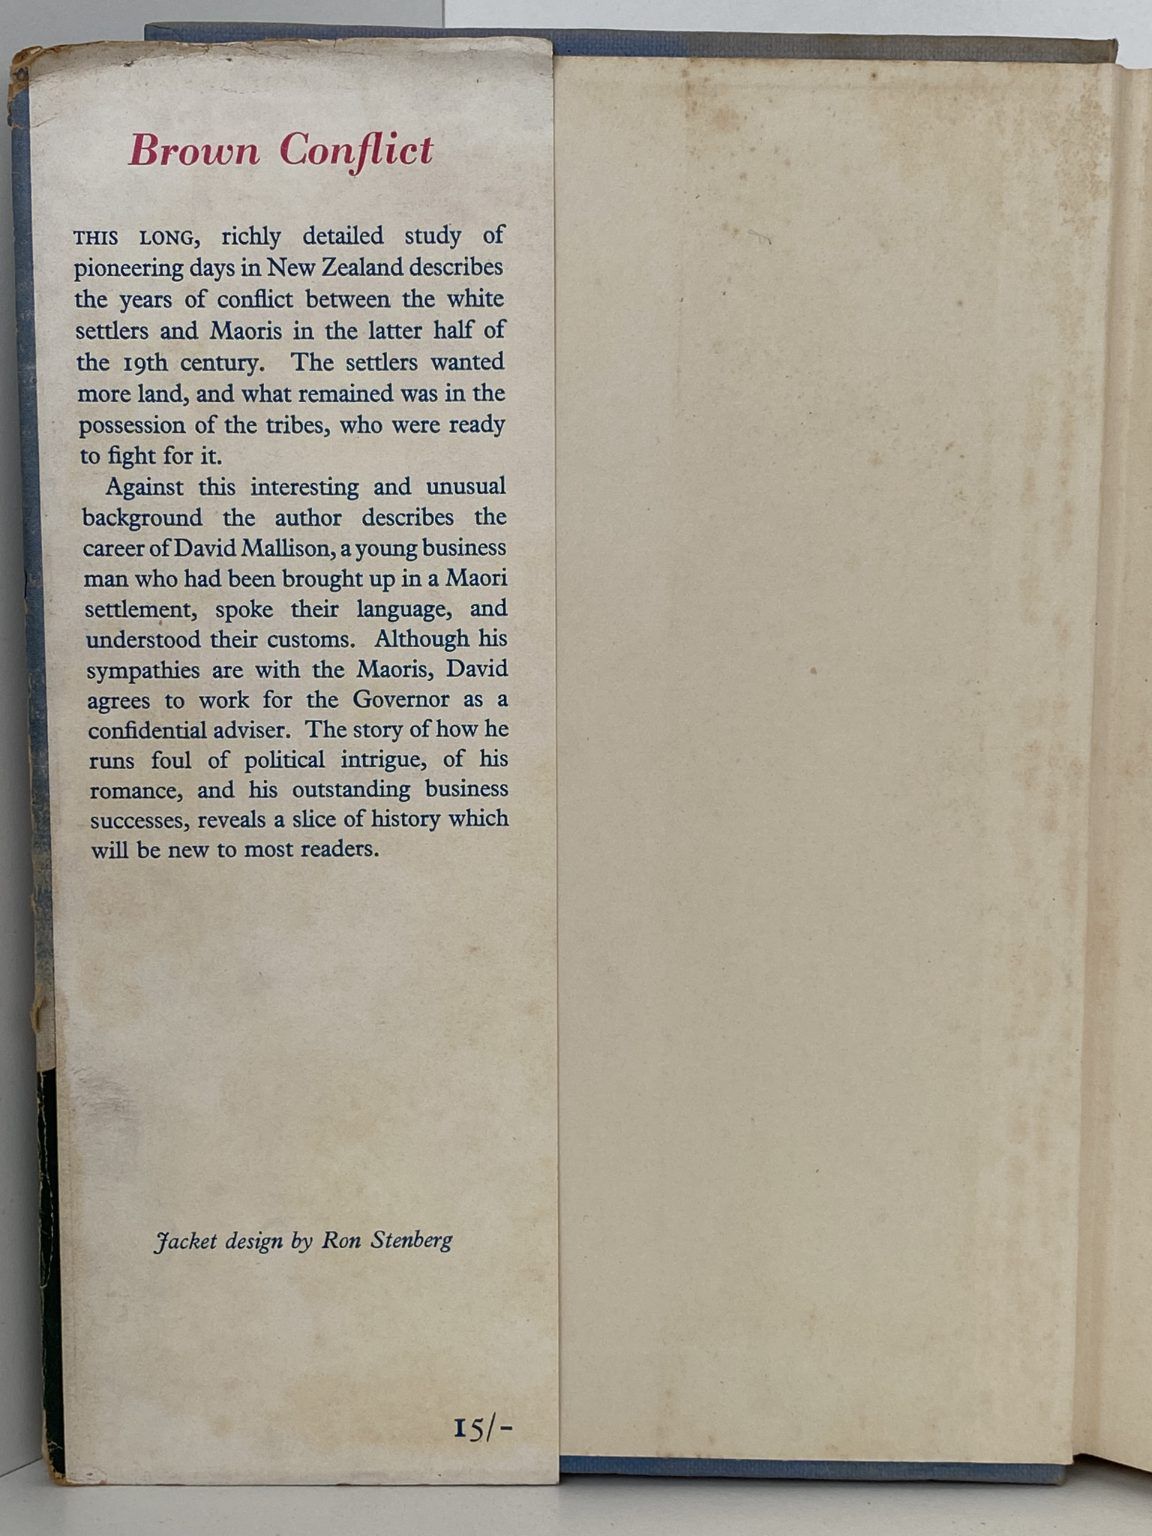 Brown Conflict
THIS LONG, richly detailed study of
pioneering days in New Zealand describes
the years of conflict between the white
settlers and Maoris in the latter half of
the 19th century. The settlers wanted
more land, and what remained was in the
possession of the tribes, who were ready
to fight for it.
Against this interesting and unusual
background the author describes the
career of David Mallison, a young business
man who had been brought up in a Maori
settlement, spoke their language, and
understood their customs. Although his
sympathies are with the Maoris, David
agrees to work for the Governor as a
confidential adviser. The story of how he
runs foul of political intrigue, of his
romance, and his outstanding business
successes, reveals a slice of history which
will be new to most readers.
Jacket design by Ron Stenberg
15/-